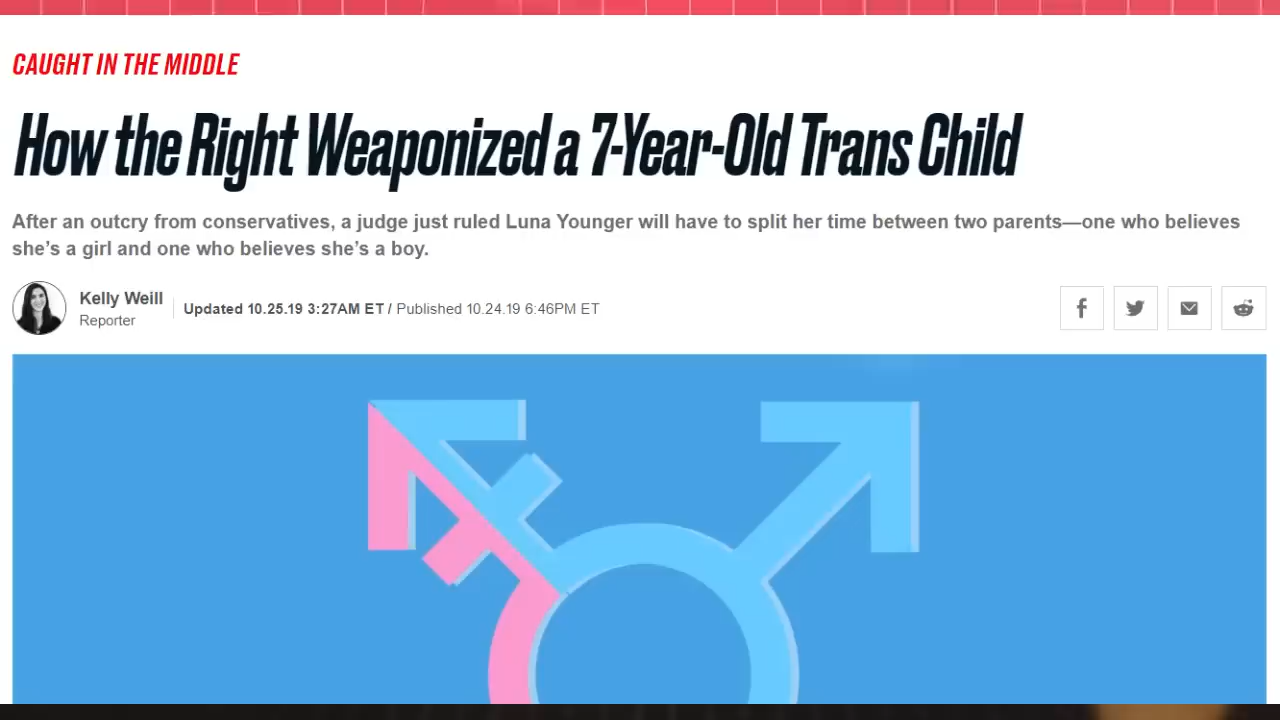 CAUGHT IN THE MIDDLE
How the Right Weaponized a 7-Year-Old Trans Child
After an outcry from conservatives, a judge just ruled Luna Younger will have to split her time between two parents—one who believes
she’s a girl and one who believes she’s a boy.
Kelly Weill
Reporter
Updated 10.25.19 3:27AM ET / Published 10.24.19 6:46PM ET